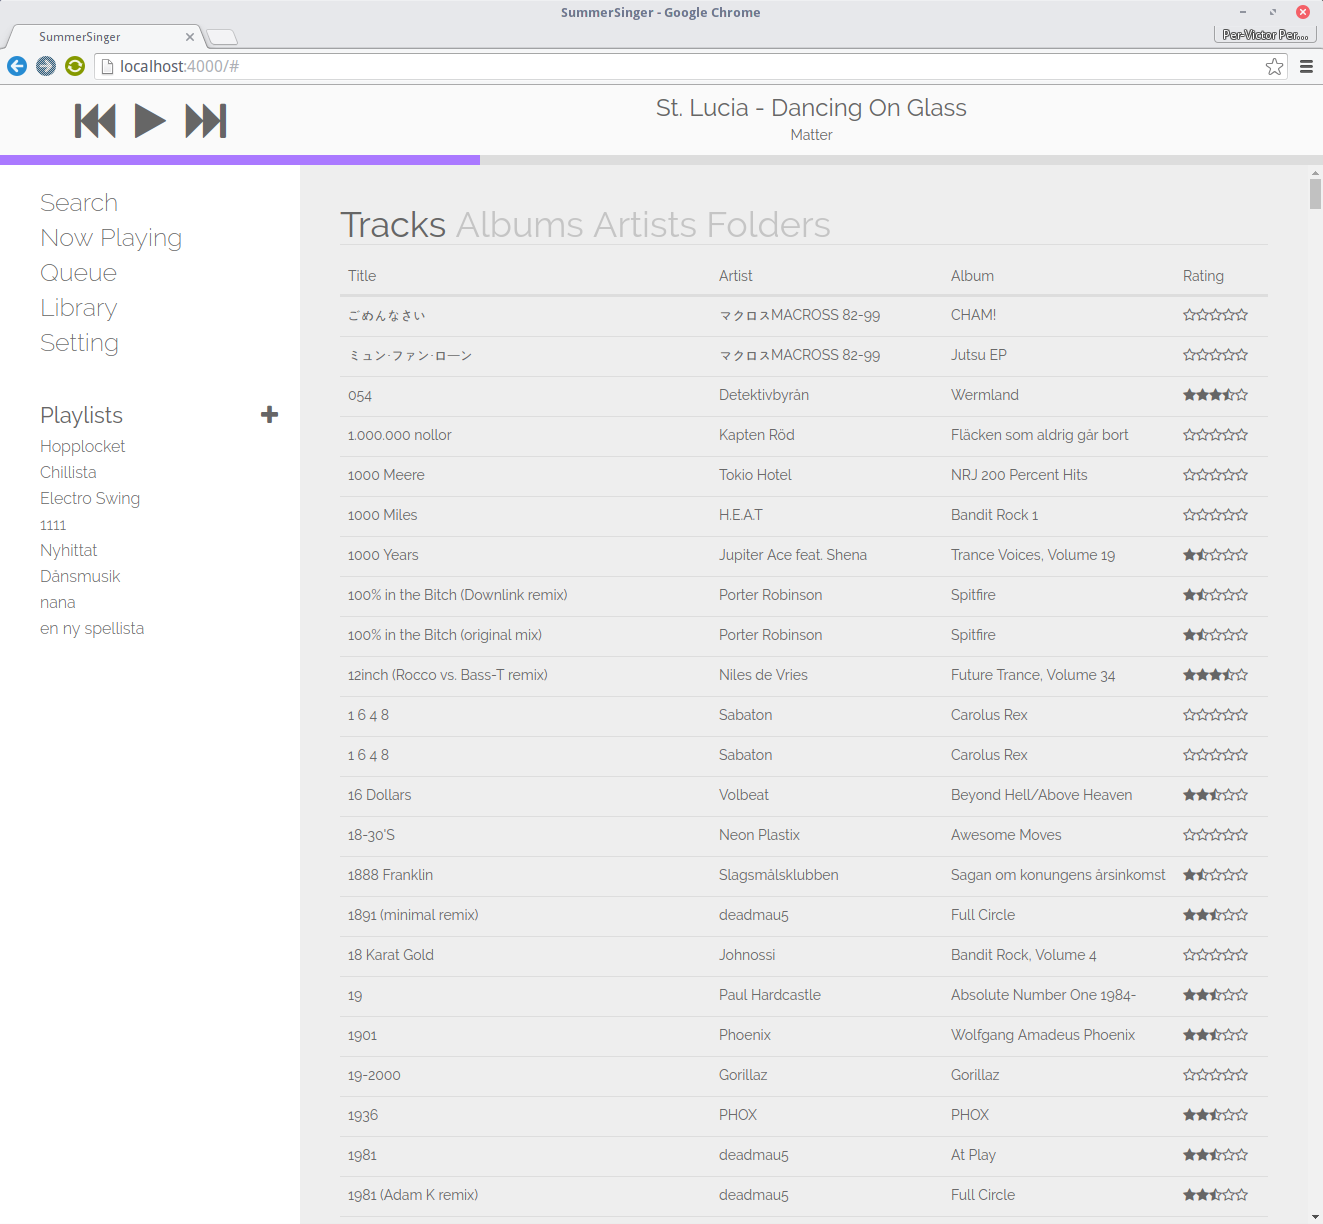 SummerSinger - Google Chrome
SummerSinger
Per-Victor Per...
localhost:4000/#
St. Lucia - Dancing On Glass
Matter
Search
Now Playing
Queue
Library
Setting
Playlists
Hopplocket
Chillista
Electro Swing
1111
Nyhittat
Dånsmusik
nana
en ny spellista
Tracks Albums Artists Folders
Title Artist Album Rating
ごめんなさい マクロスMACROSS 82-99 CHAM!
ミュン·ファン·ローン マクロスMACROSS 82-99 Jutsu EP
054 Detektivbyrån Wermland
1.000.000 nollor Kapten Röd Fläcken som aldrig går bort
1000 Meere Tokio Hotel NRJ 200 Percent Hits
1000 Miles H.E.A.T Bandit Rock 1
1000 Years Jupiter Ace feat. Shena Trance Voices, Volume 19
100% in the Bitch (Downlink remix) Porter Robinson Spitfire
100% in the Bitch (original mix) Porter Robinson Spitfire
12inch (Rocco vs. Bass-T remix) Niles de Vries Future Trance, Volume 34
1 6 4 8 Sabaton Carolus Rex
1 6 4 8 Sabaton Carolus Rex
16 Dollars Volbeat Beyond Hell/Above Heaven
18-30'S Neon Plastix Awesome Moves
1888 Franklin Slagsmålsklubben Sagan om konungens årsinkomst
1891 (minimal remix) deadmau5 Full Circle
18 Karat Gold Johnossi Bandit Rock, Volume 4
19 Paul Hardcastle Absolute Number One 1984-
1901 Phoenix Wolfgang Amadeus Phoenix
19-2000 Gorillaz Gorillaz
1936 PHOX PHOX
1981 deadmau5 At Play
1981 (Adam K remix) deadmau5 Full Circle